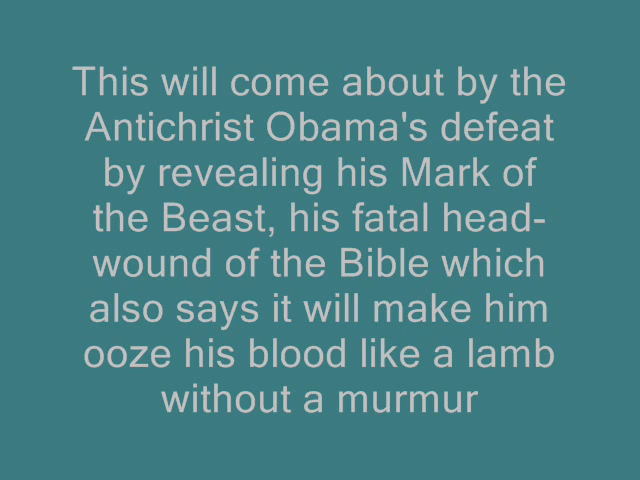 This will come about by the
Antichrist Obama's defeat
by revealing his Mark of
the Beast, his fatal head-
wound of the Bible which
also says it will make him
ooze his blood like a lamb
without a murmur